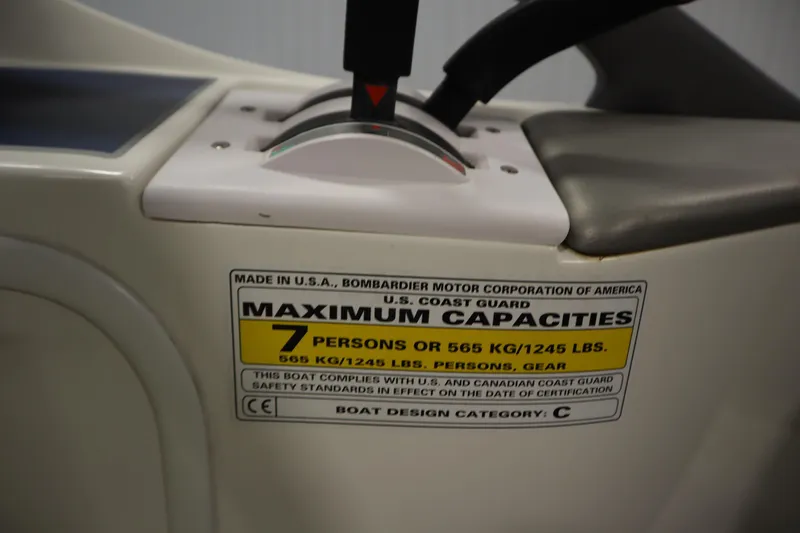 MADE IN U.S.A., BOMBARDIER MOTOR CORPORATION OF AMERICA
U.S. COAST GUARD
MAXIMUM CAPACITIES
7 PERSONS OR 565 KG/1245 LBS.
565 KG/1245 LBS. PERSONS, GEAR
THIS BOAT COMPLIES WITH U.S. AND CANADIAN COAST GUARD
SAFETY STANDARDS IN EFFECT ON THE DATE OF CERTIFICATION
CE BOAT DESIGN CATEGORY: C